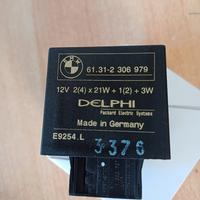 BMW
61.31-2 306 979
12V 2(4) x 21W + 1(2) + 3W
DELPHI
Packard Electric Systems
Made in Germany
E9254.L
3376